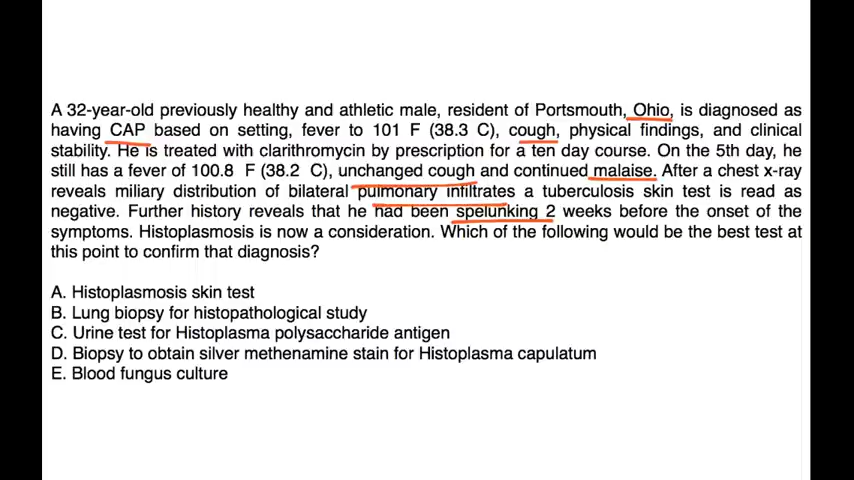 A 32-year-old previously healthy and athletic male, resident of Portsmouth, Ohio, is diagnosed as
having CAP based on setting, fever to 101 F (38.3 C), cough, physical findings, and clinical
stability. He is treated with clarithromycin by prescription for a ten day course. On the 5th day, he
still has a fever of 100.8 F (38.2 C), unchanged cough and continued malaise. After a chest x-ray
reveals miliary distribution of bilateral pulmonary infiltrates a tuberculosis skin test is read as
negative. Further history reveals that he had been spelunking 2 weeks before the onset of the
symptoms. Histoplasmosis is now a consideration. Which of the following would be the best test at
this point to confirm that diagnosis?
A. Histoplasmosis skin test
B. Lung biopsy for histopathological study
C. Urine test for Histoplasma polysaccharide antigen
D. Biopsy to obtain silver methenamine stain for Histoplasma capulatum
E. Blood fungus culture